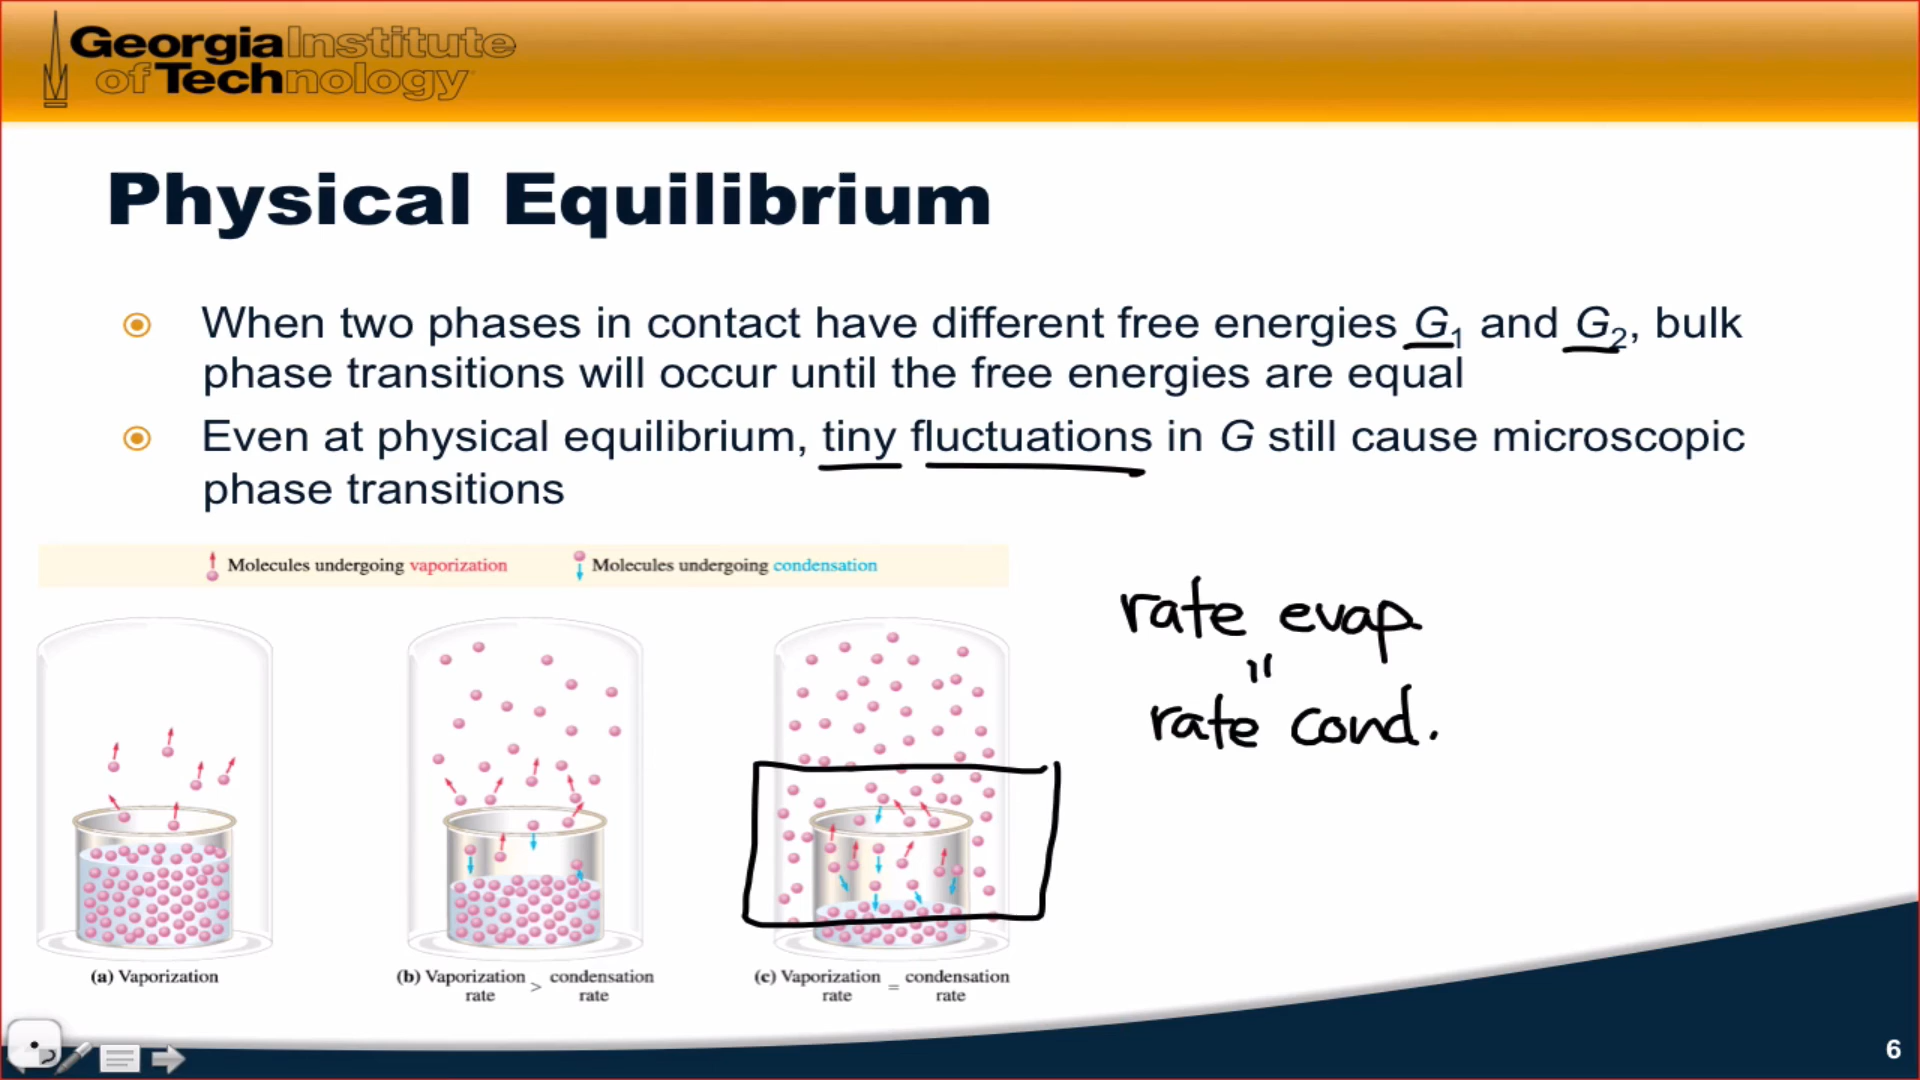 Georgia Institute
of Technology
Physical Equilibrium
When two phases in contact have different free energies G1 and G2, bulk
phase transitions will occur until the free energies are equal
Even at physical equilibrium, tiny fluctuations in G still cause microscopic
phase transitions
Molecules undergoing vaporization
Molecules undergoing condensation
rate evap.
=
rate cond.
(a) Vaporization
(b) Vaporization rate > condensation rate
(c) Vaporization rate = condensation rate
6